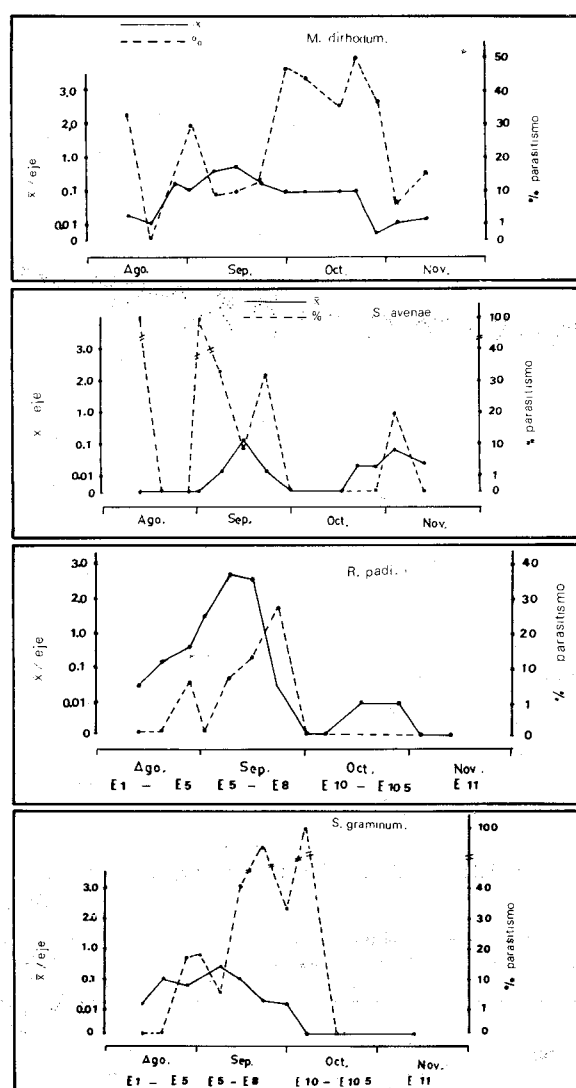 x̄
%
M. dirhodum.
x̄ / eje
3,0
2,0
1.0
0.1
0.01
0
50
40
30
20
10
1
0
% parasitismo
Ago. Sep. Oct. Nov.
x̄
%
S. avenae
x eje
3.0
2.0
1.0
0.1
0.01
0
100
40
30
20
10
1
0
% parasitismo
Ago. Sep. Oct. Nov.
R. padi.
x / eje
3.0
2.0
1.0
0.1
0.01
0
40
30
20
10
1
0
% parasitismo
Ago. Sep. Oct. Nov.
E1 – E5 E5 – E8 E10 – E10 5 E11
S. graminum.
x̄ / eje
3.0
2.0
1.0
0.1
0.01
0
100
40
30
20
10
1
0
% parasitismo
Ago. Sep. Oct. Nov.
E1 – E5 E5 – E8 E10 – E10 5 E11